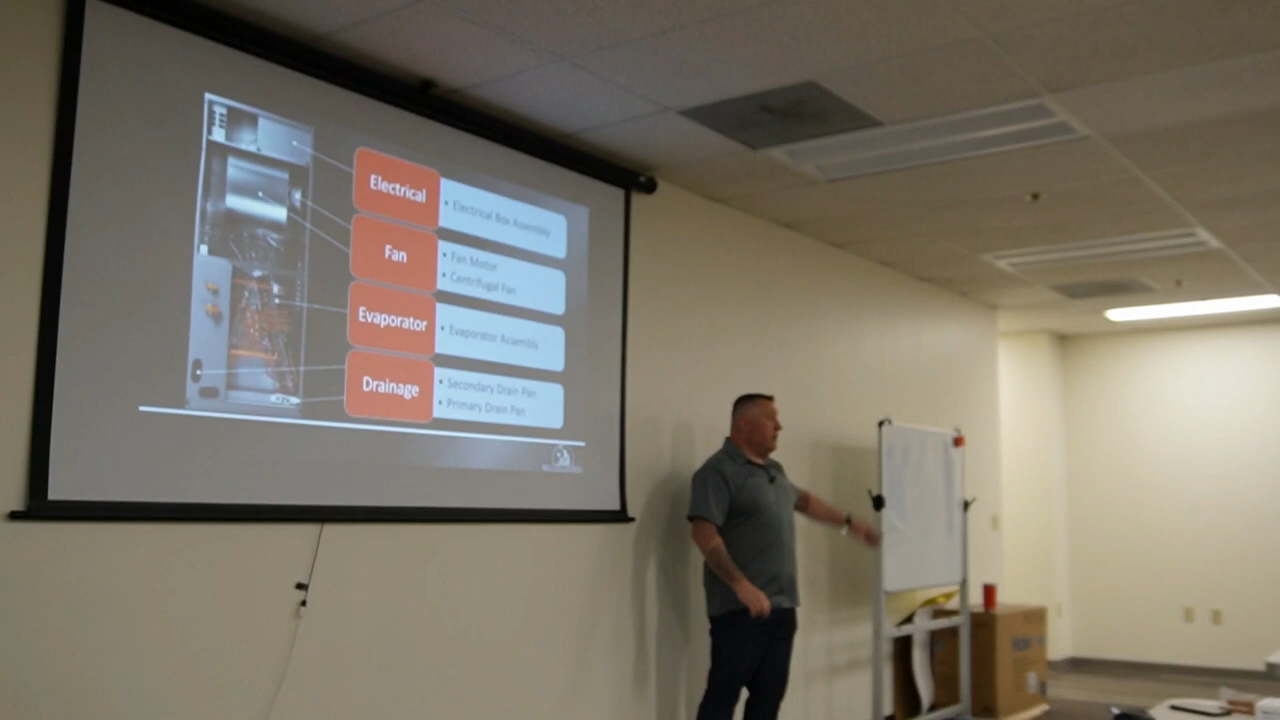 Electrical
• Electrical Box Assembly
Fan
• Fan Motor
• Centrifugal Fan
Evaporator
• Evaporator Assembly
Drainage
• Secondary Drain Pan
• Primary Drain Pan